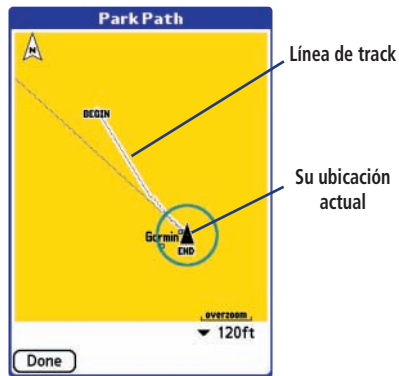 Park Path
N
Línea de track
BEGIN
Su ubicación
actual
Garmin
END
overzoom
120ft
Done